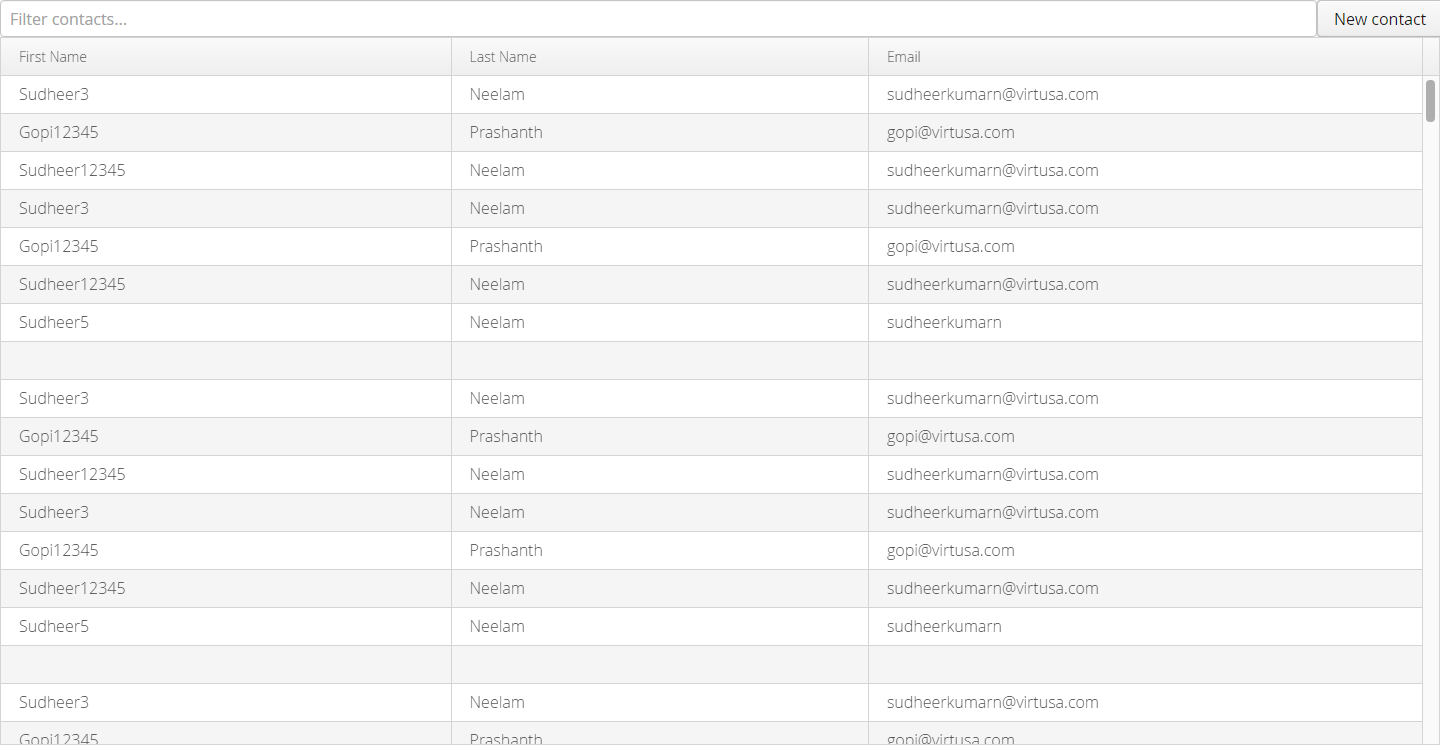 Filter contacts... New contact
First Name Last Name Email
Sudheer3 Neelam sudheerkumarn@virtusa.com
Gopi12345 Prashanth gopi@virtusa.com
Sudheer12345 Neelam sudheerkumarn@virtusa.com
Sudheer3 Neelam sudheerkumarn@virtusa.com
Gopi12345 Prashanth gopi@virtusa.com
Sudheer12345 Neelam sudheerkumarn@virtusa.com
Sudheer5 Neelam sudheerkumarn
Sudheer3 Neelam sudheerkumarn@virtusa.com
Gopi12345 Prashanth gopi@virtusa.com
Sudheer12345 Neelam sudheerkumarn@virtusa.com
Sudheer3 Neelam sudheerkumarn@virtusa.com
Gopi12345 Prashanth gopi@virtusa.com
Sudheer12345 Neelam sudheerkumarn@virtusa.com
Sudheer5 Neelam sudheerkumarn
Sudheer3 Neelam sudheerkumarn@virtusa.com
Gopi12345 Prashanth gopi@virtusa.com